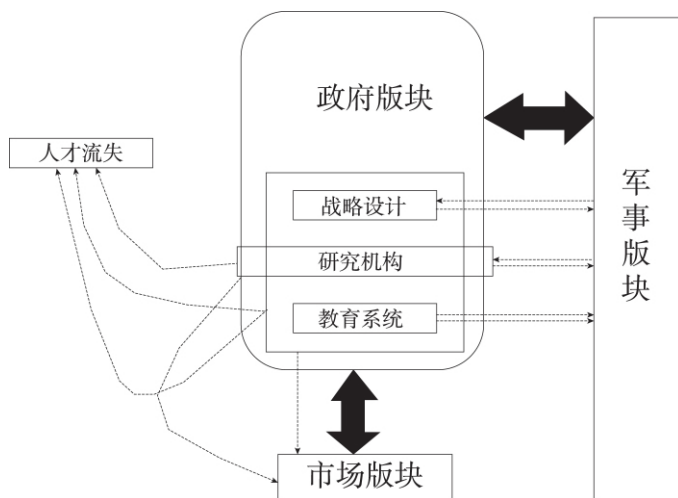 政府版块
人才流失
战略设计
研究机构
教育系统
市场版块
军事版块